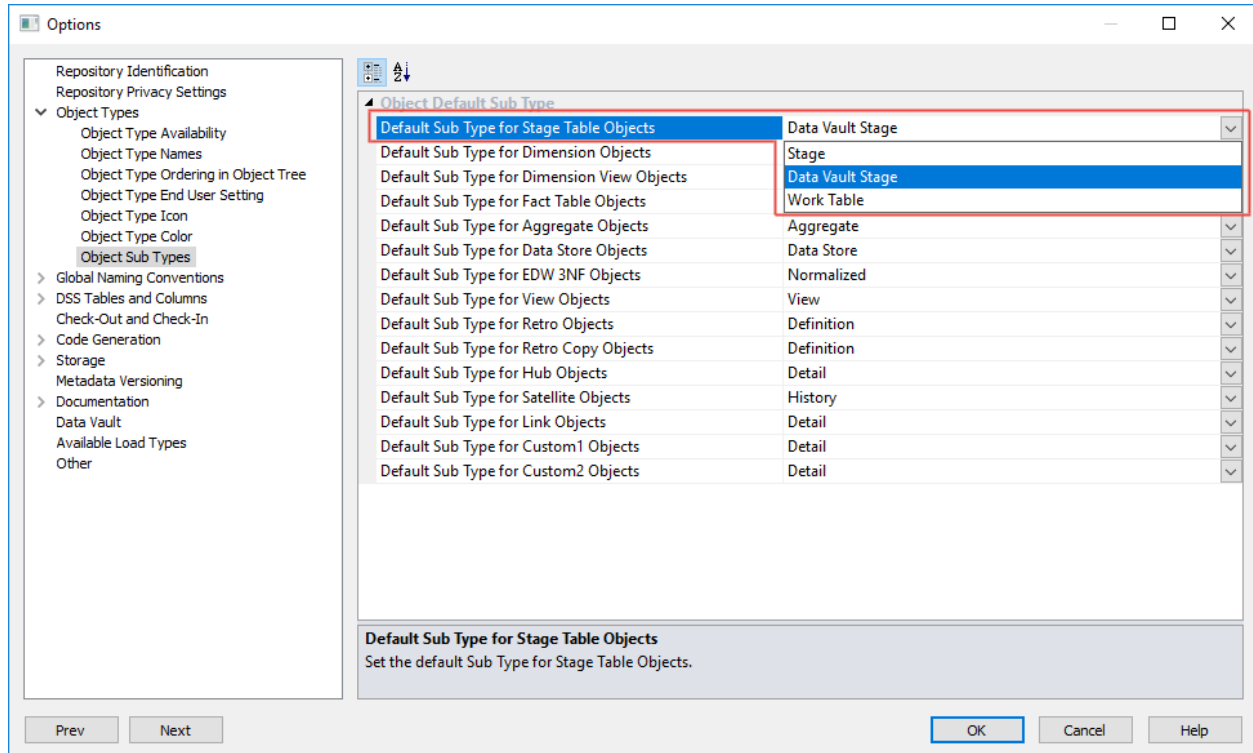 Options
Repository Identification
Repository Privacy Settings
Object Types
Object Type Availability
Object Type Names
Object Type Ordering in Object Tree
Object Type End User Setting
Object Type Icon
Object Type Color
Object Sub Types
Global Naming Conventions
DSS Tables and Columns
Check-Out and Check-In
Code Generation
Storage
Metadata Versioning
Documentation
Data Vault
Available Load Types
Other
Object Default Sub Type
Default Sub Type for Stage Table Objects Data Vault Stage
Default Sub Type for Dimension Objects Stage
Default Sub Type for Dimension View Objects Data Vault Stage
Default Sub Type for Fact Table Objects Work Table
Default Sub Type for Aggregate Objects Aggregate
Default Sub Type for Data Store Objects Data Store
Default Sub Type for EDW 3NF Objects Normalized
Default Sub Type for View Objects View
Default Sub Type for Retro Objects Definition
Default Sub Type for Retro Copy Objects Definition
Default Sub Type for Hub Objects Detail
Default Sub Type for Satellite Objects History
Default Sub Type for Link Objects Detail
Default Sub Type for Custom1 Objects Detail
Default Sub Type for Custom2 Objects Detail
Default Sub Type for Stage Table Objects
Set the default Sub Type for Stage Table Objects.
Prev Next OK Cancel Help